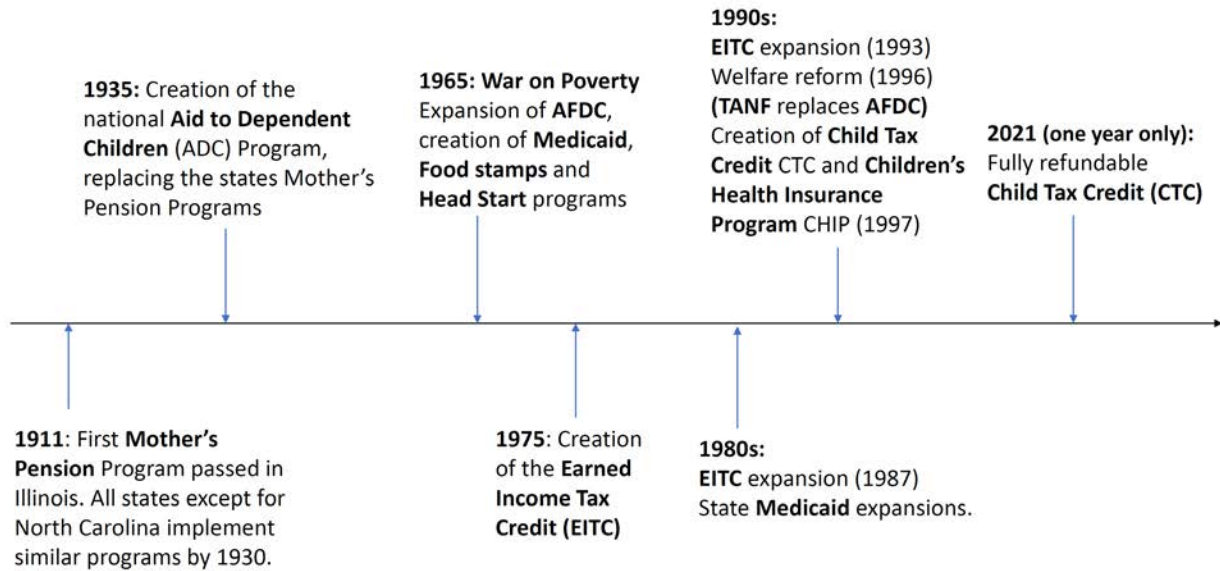 1935: Creation of the
national Aid to Dependent
Children (ADC) Program,
replacing the states Mother’s
Pension Programs
1965: War on Poverty
Expansion of AFDC,
creation of Medicaid,
Food stamps and
Head Start programs
1990s:
EITC expansion (1993)
Welfare reform (1996)
(TANF replaces AFDC)
Creation of Child Tax
Credit CTC and Children’s
Health Insurance
Program CHIP (1997)
2021 (one year only):
Fully refundable
Child Tax Credit (CTC)
1911: First Mother’s
Pension Program passed in
Illinois. All states except for
North Carolina implement
similar programs by 1930.
1975: Creation
of the Earned
Income Tax
Credit (EITC)
1980s:
EITC expansion (1987)
State Medicaid expansions.